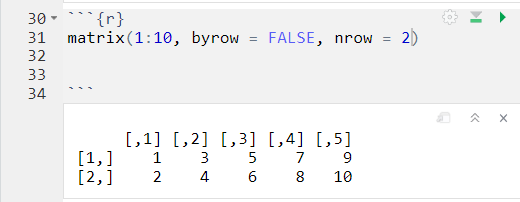 30 ```{r}
31 matrix(1:10, byrow = FALSE, nrow = 2)
32
33
34 ```
[,1] [,2] [,3] [,4] [,5]
[1,] 1 3 5 7 9
[2,] 2 4 6 8 10